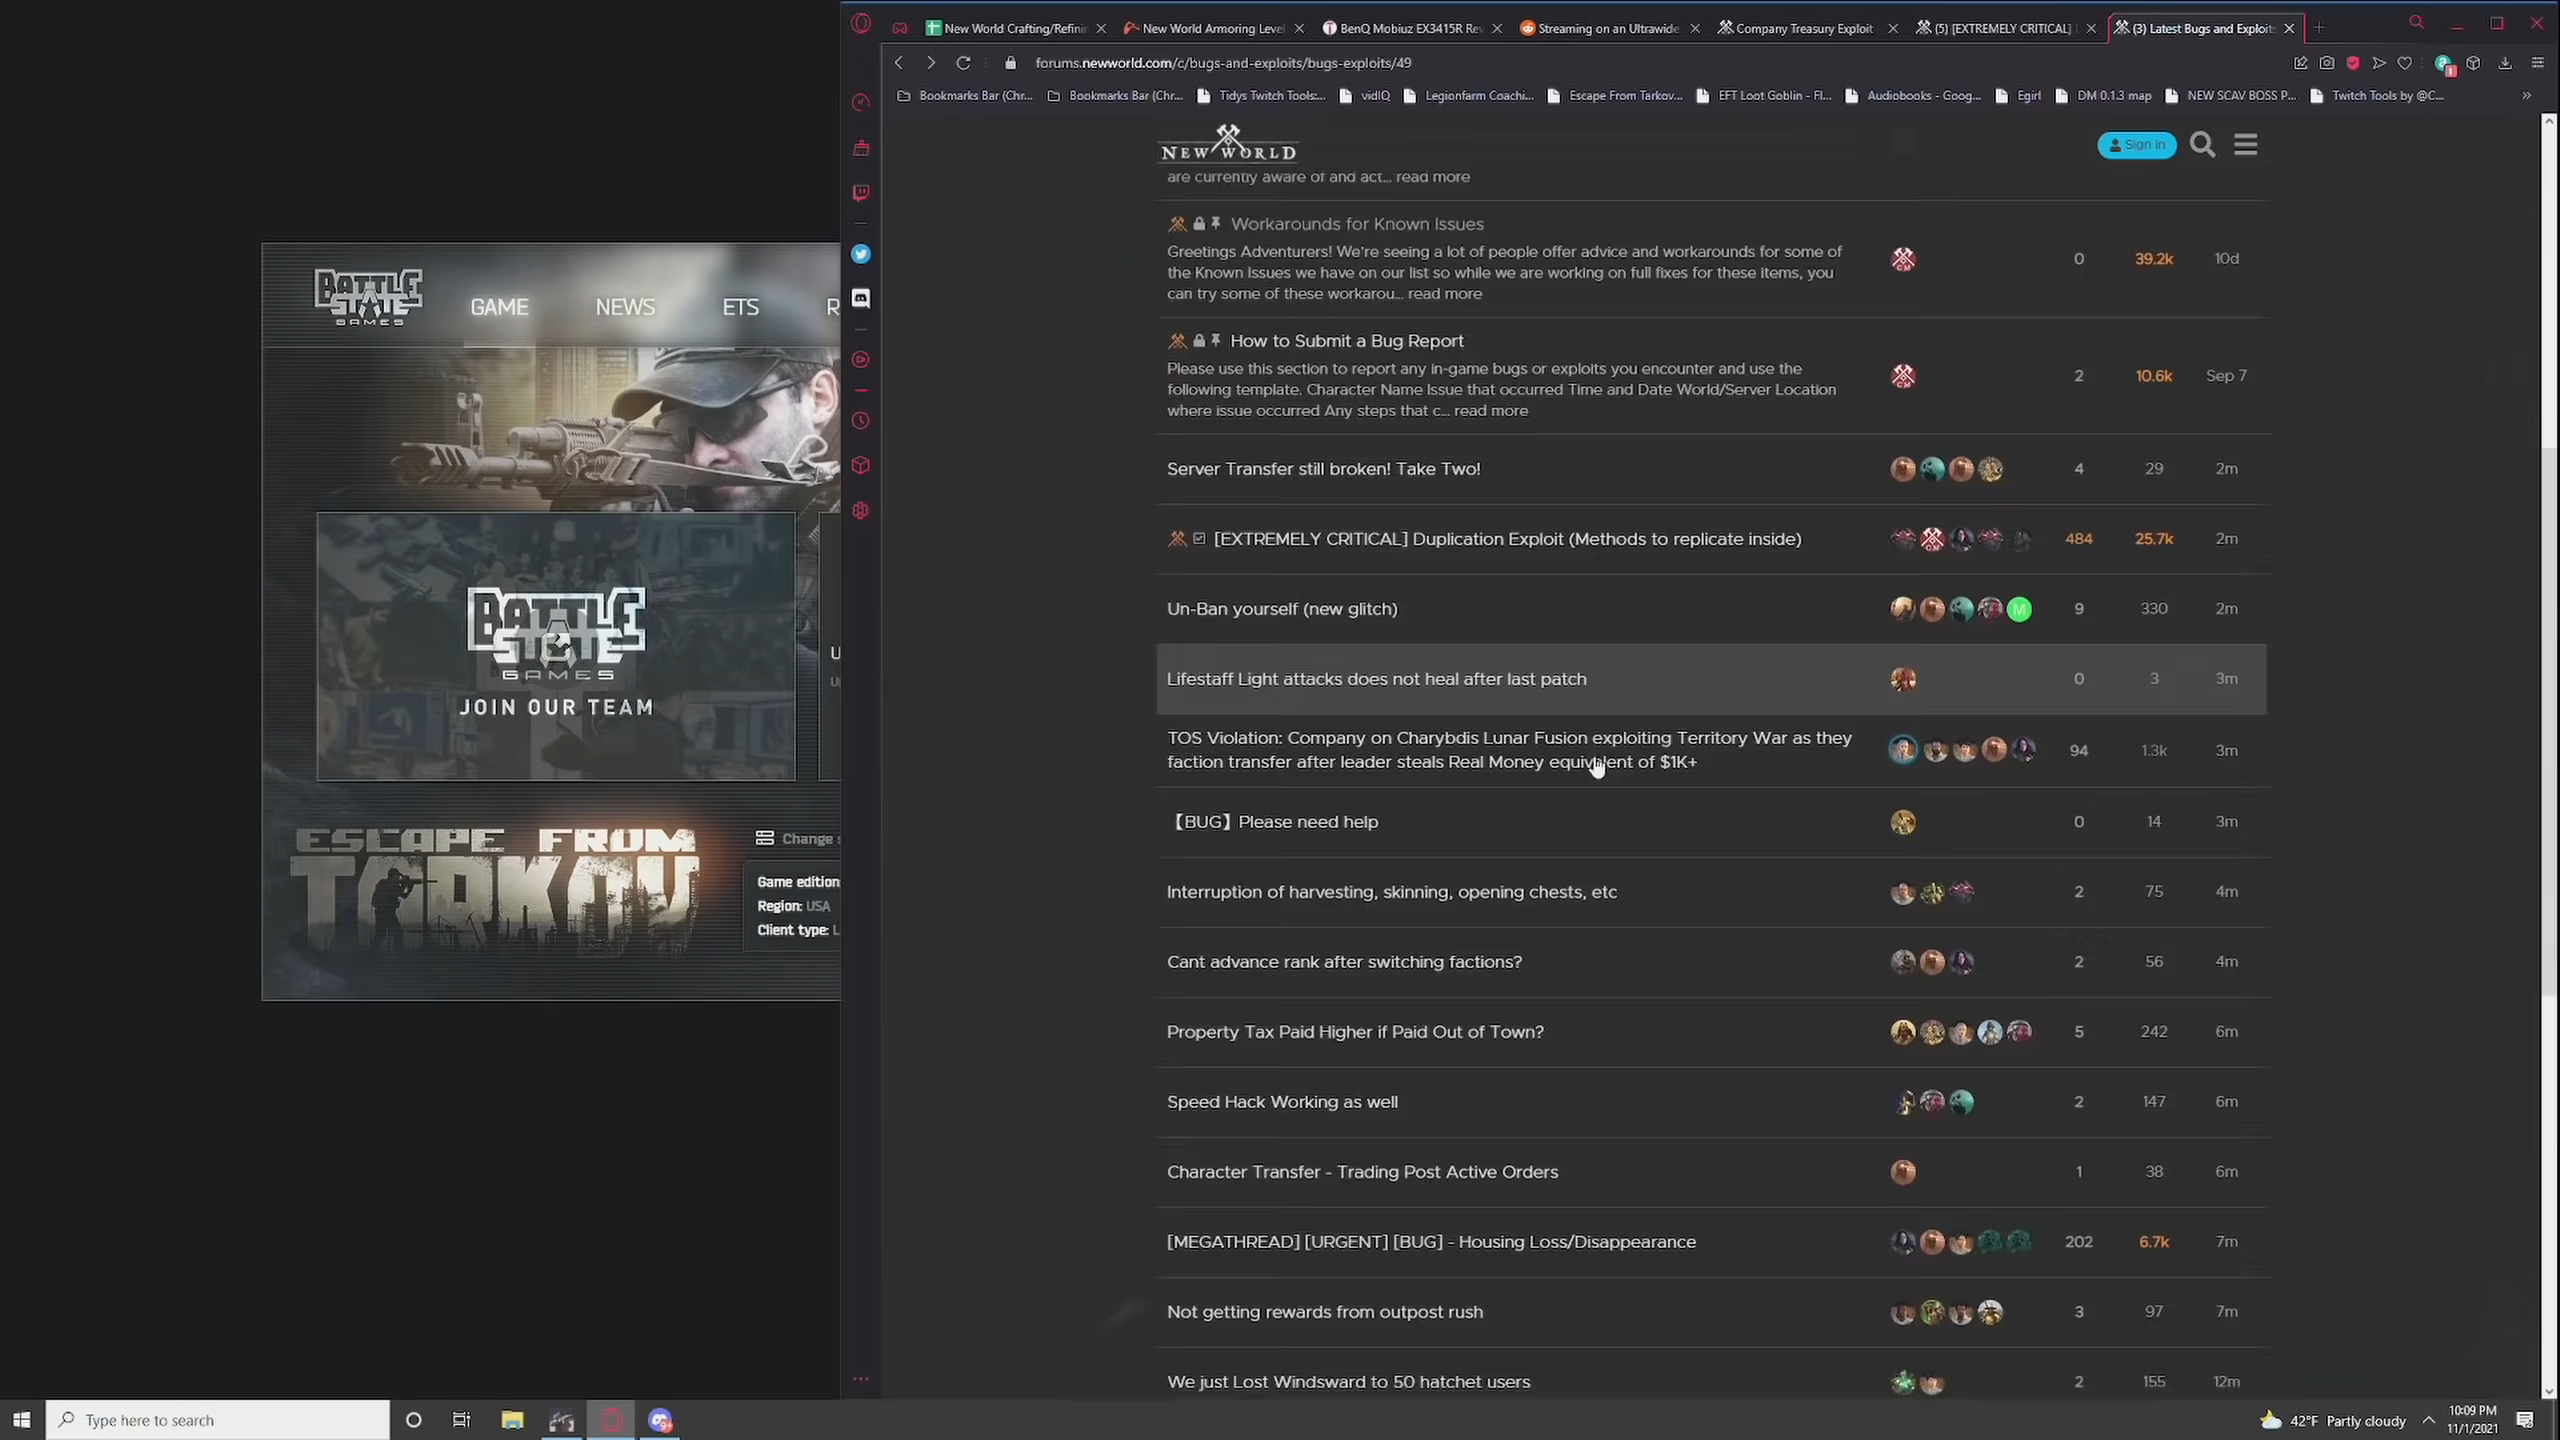 New World Crafting/Refini
New World Armoring Level
BenQ Mobiuz EX3415R Rev
Streaming on an Ultrawide
Company Treasury Exploit
(5) [EXTREMELY CRITICAL]
(3) Latest Bugs and Exploits
forums.newworld.com/c/bugs-and-exploits/bugs-exploits/49
Bookmarks Bar (Chr...
Bookmarks Bar (Chr...
Tidys Twitch Tools:...
vidIQ
Legionfarm Coachi...
Escape From Tarkov...
EFT Loot Goblin - Fl...
Audiobooks - Goog...
Egirl
DM 0.1.3 map
NEW SCAV BOSS P...
Twitch Tools by @C...
»
NEW WORLD
Sign In
are currently aware of and act... read more
Workarounds for Known Issues
Greetings Adventurers! We're seeing a lot of people offer advice and workarounds for some of
the Known Issues we have on our list so while we are working on full fixes for these items, you
can try some of these workarou... read more
0 39.2k 10d
How to Submit a Bug Report
Please use this section to report any in-game bugs or exploits you encounter and use the
following template. Character Name Issue that occurred Time and Date World/Server Location
where issue occurred Any steps that c... read more
2 10.6k Sep 7
Server Transfer still broken! Take Two! 4 29 2m
[EXTREMELY CRITICAL] Duplication Exploit (Methods to replicate inside) 484 25.7k 2m
Un-Ban yourself (new glitch) M 9 330 2m
Lifestaff Light attacks does not heal after last patch 0 3 3m
TOS Violation: Company on Charybdis Lunar Fusion exploiting Territory War as they
faction transfer after leader steals Real Money equivalent of $1K+
94 1.3k 3m
【BUG】Please need help 0 14 3m
Interruption of harvesting, skinning, opening chests, etc 2 75 4m
Cant advance rank after switching factions? 2 56 4m
Property Tax Paid Higher if Paid Out of Town? 5 242 6m
Speed Hack Working as well 2 147 6m
Character Transfer - Trading Post Active Orders 1 38 6m
[MEGATHREAD] [URGENT] [BUG] - Housing Loss/Disappearance 202 6.7k 7m
Not getting rewards from outpost rush 3 97 7m
We just Lost Windsward to 50 hatchet users 2 155 12m
BATTLE
STATE
GAMES
GAME NEWS ETS R
BATTLE
STATE
GAMES
JOIN OUR TEAM
U
ESCAPE FROM
TARKOV
Change s
Game edition
Region: USA
Client type: L
Type here to search
42°F Partly cloudy
10:09 PM
11/1/2021